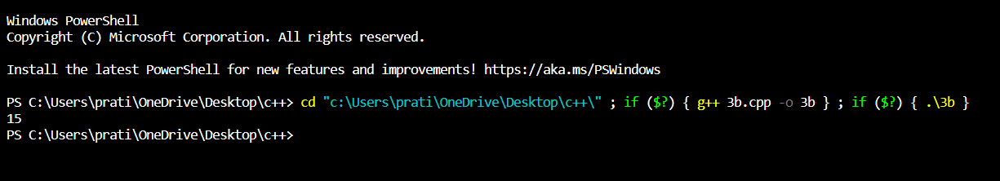 Windows PowerShell
Copyright (C) Microsoft Corporation. All rights reserved.
Install the latest PowerShell for new features and improvements! https://aka.ms/PSWindows
PS C:\Users\prati\OneDrive\Desktop\c++> cd "c:\Users\prati\OneDrive\Desktop\c++\" ; if ($?) { g++ 3b.cpp -o 3b } ; if ($?) { .\3b }
15
PS C:\Users\prati\OneDrive\Desktop\c++>